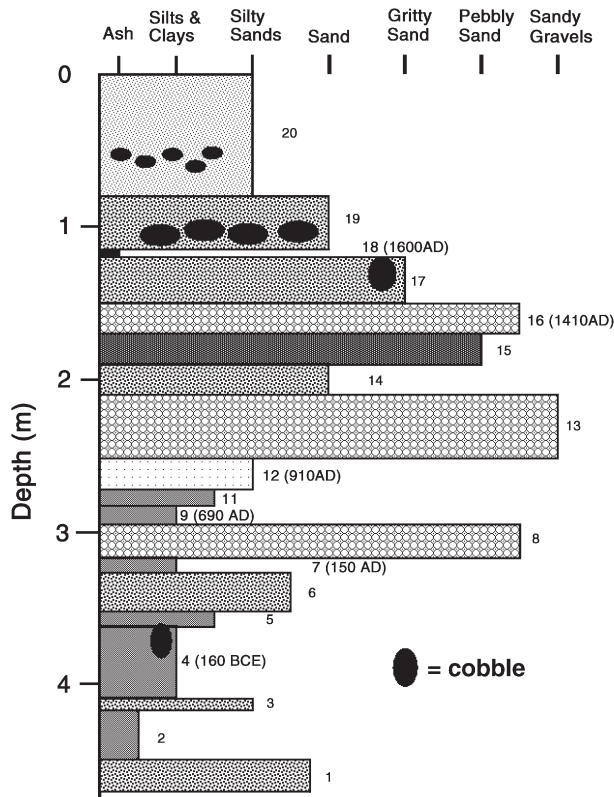 Ash
Silts &
Clays
Silty
Sands
Sand
Gritty
Sand
Pebbly
Sand
Sandy
Gravels
Depth (m)
0
20
19
1
18 (1600AD)
17
16 (1410AD)
15
2
14
13
12 (910AD)
11
9 (690 AD)
3
8
7 (150 AD)
6
5
4 (160 BCE)
= cobble
4
3
2
1